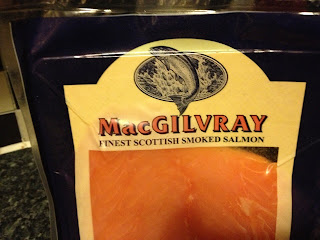 MacGILVRAY
FINEST SCOTTISH SMOKED SALMON